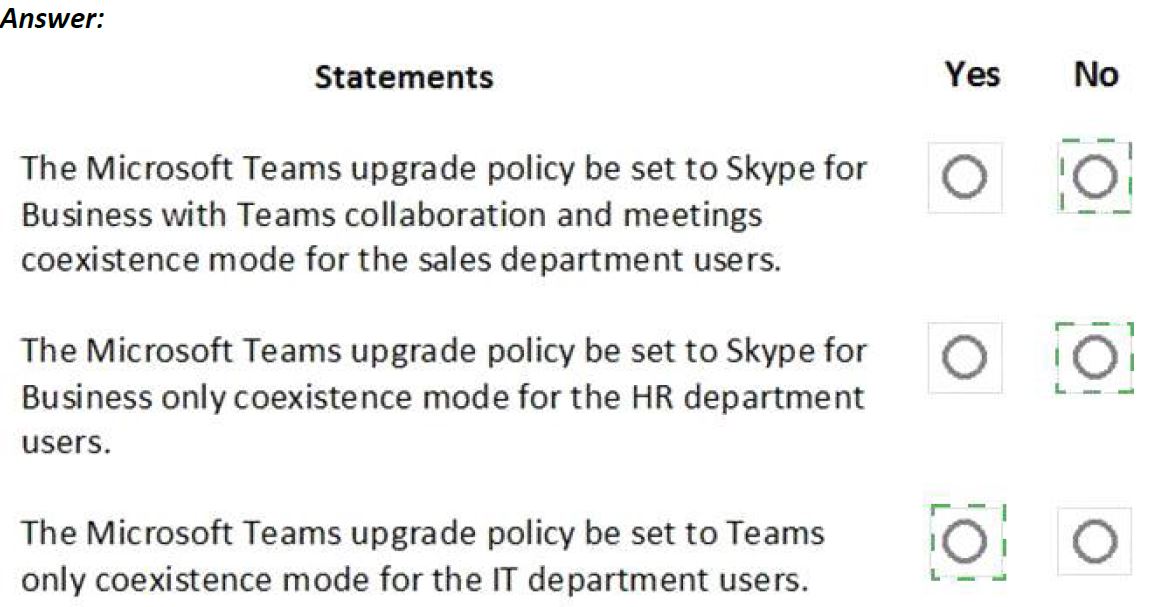 Answer:
Statements Yes No
The Microsoft Teams upgrade policy be set to Skype for
Business with Teams collaboration and meetings
coexistence mode for the sales department users.
The Microsoft Teams upgrade policy be set to Skype for
Business only coexistence mode for the HR department
users.
The Microsoft Teams upgrade policy be set to Teams
only coexistence mode for the IT department users.